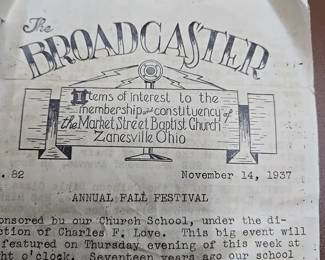 The
BROADCASTER
Items of interest to the
membership and constituency of
the Market Street Baptist Church
Zanesville Ohio
. 82 November 14, 1937
ANNUAL FALL FESTIVAL
onsored bu our Church School, under the di-
ction of Charles F. Love. This big event will
featured on Thursday evening of this week at
ht o'clock. Seventeen years ago our school